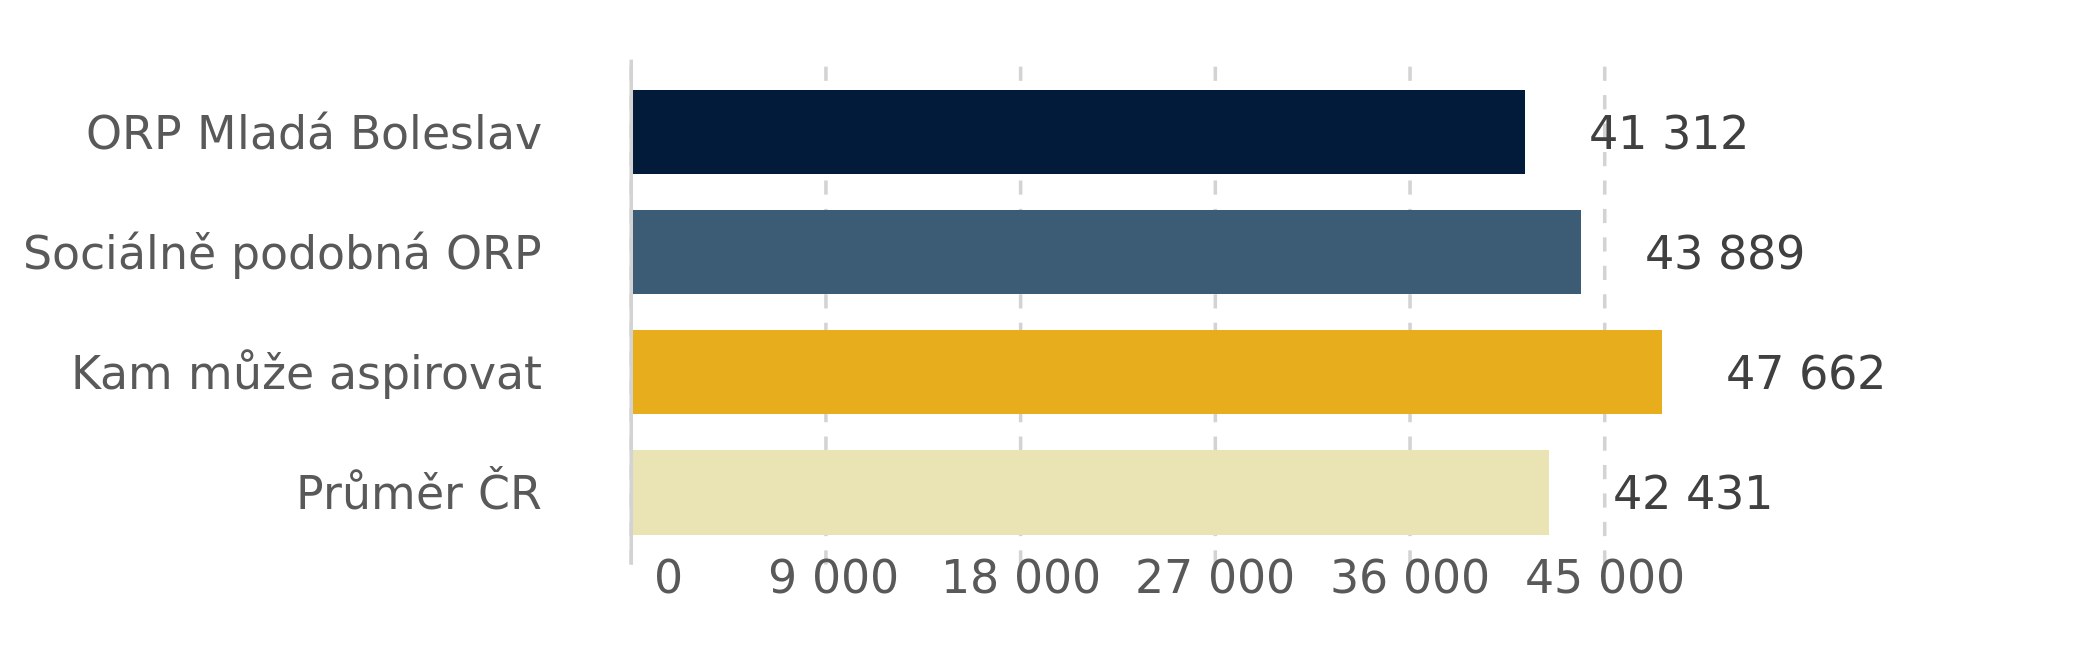 ORP Mladá Boleslav 41 312
Sociálně podobná ORP 43 889
Kam může aspirovat 47 662
Průměr ČR 42 431
0 9 000 18 000 27 000 36 000 45 000